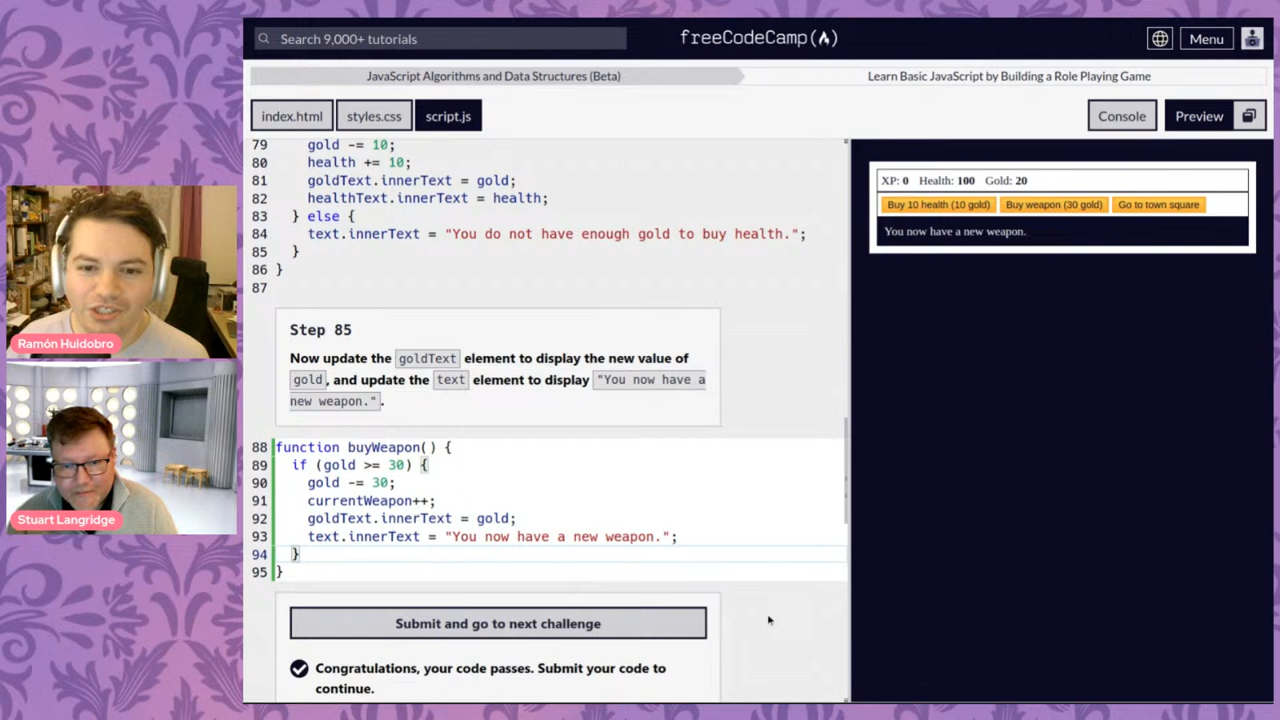 Search 9,000+ tutorials
freeCodeCamp
Menu
JavaScript Algorithms and Data Structures (Beta)
Learn Basic JavaScript by Building a Role Playing Game
index.html
styles.css
script.js
Console
Preview
79 gold -= 10;
80 health += 10;
81 goldText.innerText = gold;
82 healthText.innerText = health;
83 } else {
84 text.innerText = "You do not have enough gold to buy health.";
85 }
86 }
87
Step 85
Now update the goldText element to display the new value of
gold, and update the text element to display "You now have a
new weapon.".
88 function buyWeapon() {
89 if (gold >= 30) {
90 gold -= 30;
91 currentWeapon++;
92 goldText.innerText = gold;
93 text.innerText = "You now have a new weapon.";
94 }
95 }
Submit and go to next challenge
Congratulations, your code passes. Submit your code to
continue.
XP: 0 Health: 100 Gold: 20
Buy 10 health (10 gold)
Buy weapon (30 gold)
Go to town square
You now have a new weapon.
Ramón Huidobro
Stuart Langridge